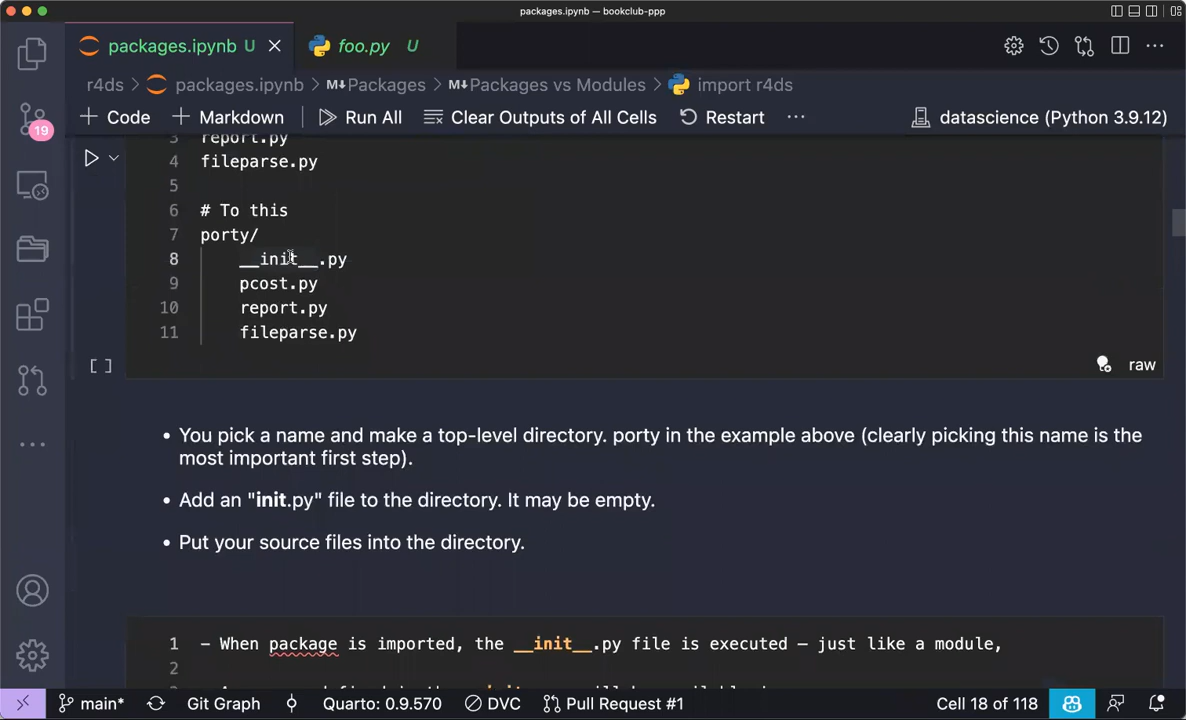 packages.ipynb — bookclub-ppp
packages.ipynb U
foo.py U
r4ds > packages.ipynb > M↓Packages > M↓Packages vs Modules > import r4ds
+ Code + Markdown Run All Clear Outputs of All Cells Restart ··· datascience (Python 3.9.12)
19
3 report.py
4 fileparse.py
5
6 # To this
7 porty/
8 __init__.py
9 pcost.py
10 report.py
11 fileparse.py
[ ]
raw
• You pick a name and make a top-level directory. porty in the example above (clearly picking this name is the
most important first step).
• Add an "init.py" file to the directory. It may be empty.
• Put your source files into the directory.
1 – When package is imported, the __init__.py file is executed — just like a module,
2
main* Git Graph Quarto: 0.9.570 DVC Pull Request #1 Cell 18 of 118